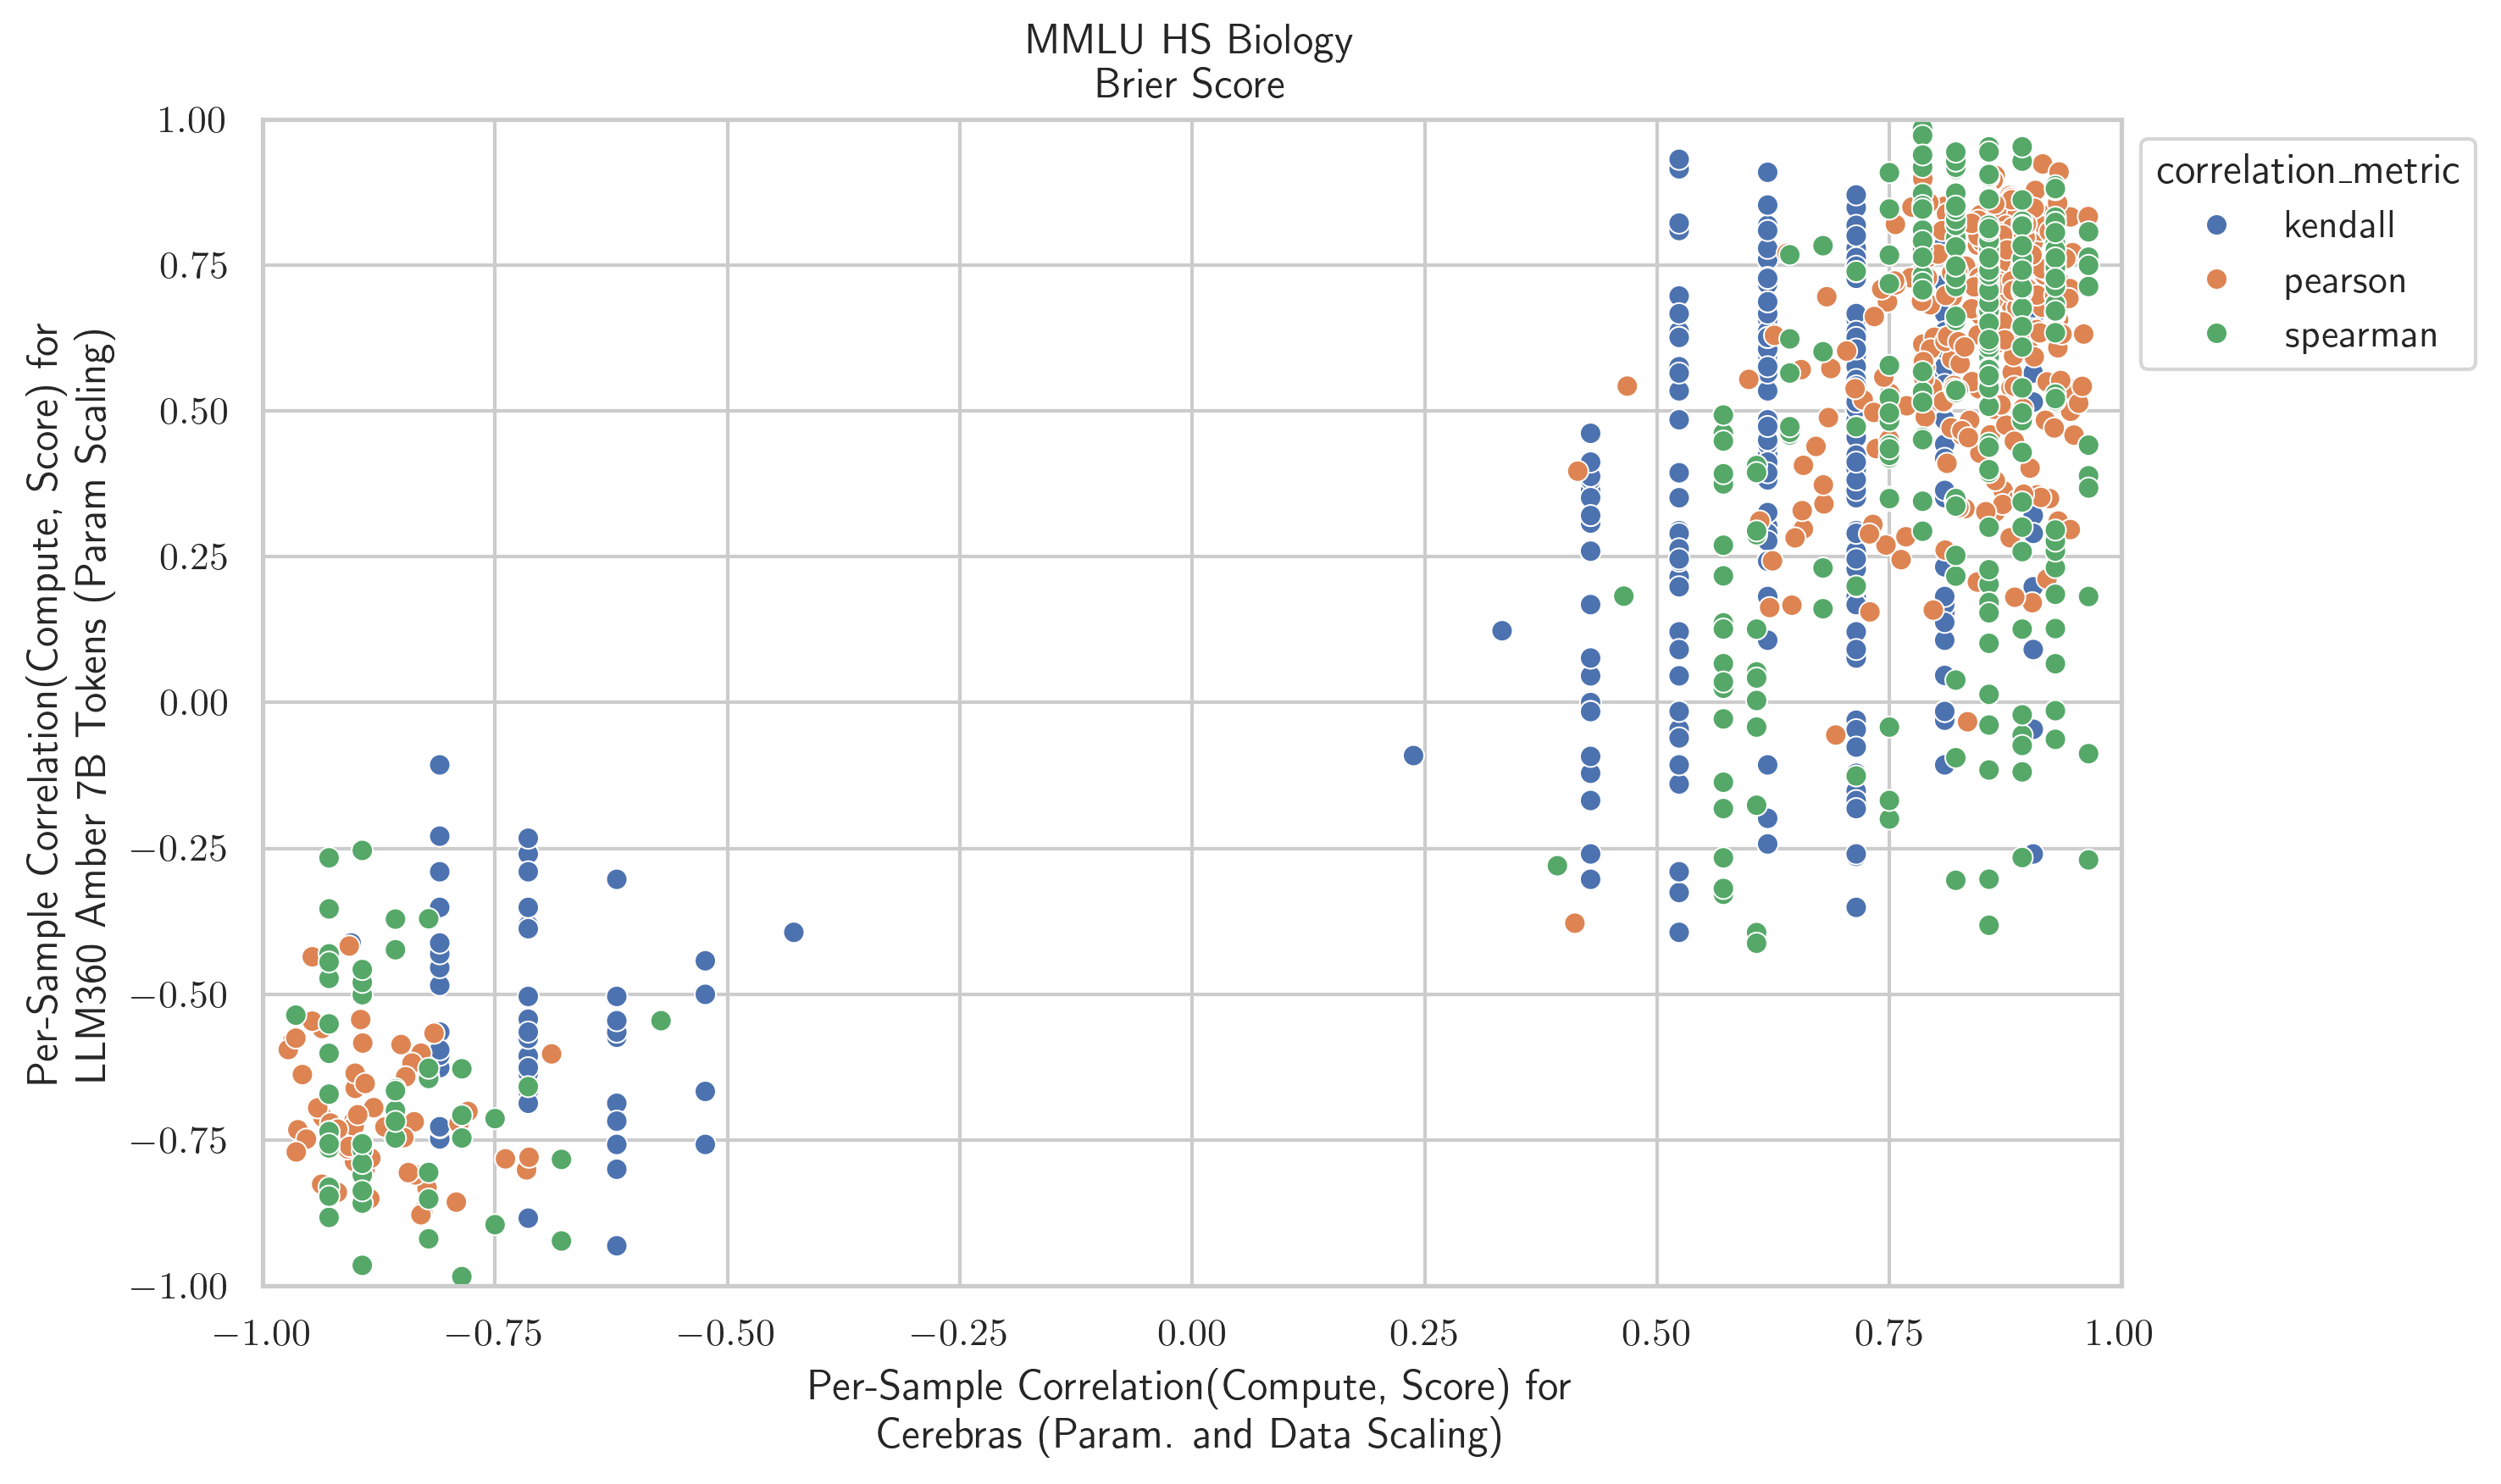 MMLU HS Biology
Brier Score
Per-Sample Correlation(Compute, Score) for
LLM360 Amber 7B Tokens (Param Scaling)
1.00
0.75
0.50
0.25
0.00
−0.25
−0.50
−0.75
−1.00
−1.00 −0.75 −0.50 −0.25 0.00 0.25 0.50 0.75 1.00
Per-Sample Correlation(Compute, Score) for
Cerebras (Param. and Data Scaling)
correlation_metric
kendall
pearson
spearman